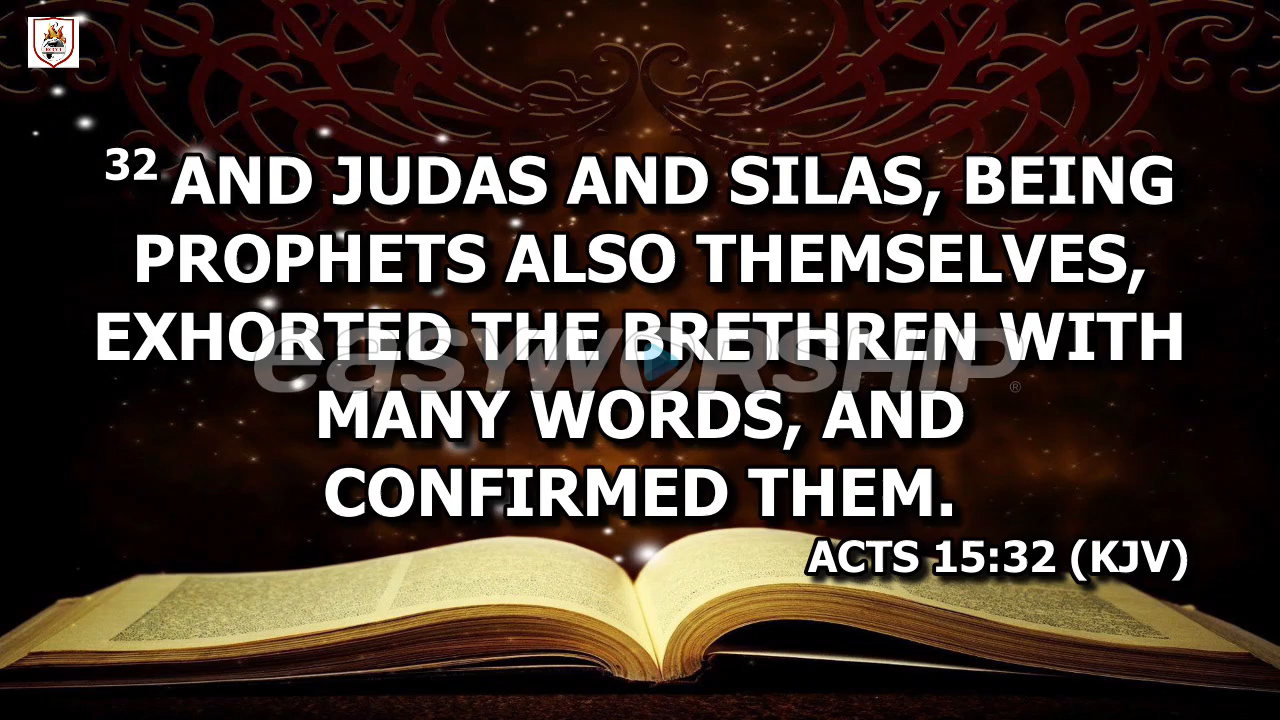 32 AND JUDAS AND SILAS, BEING
PROPHETS ALSO THEMSELVES,
EXHORTED THE BRETHREN WITH
MANY WORDS, AND
CONFIRMED THEM.
ACTS 15:32 (KJV)
easyworship®